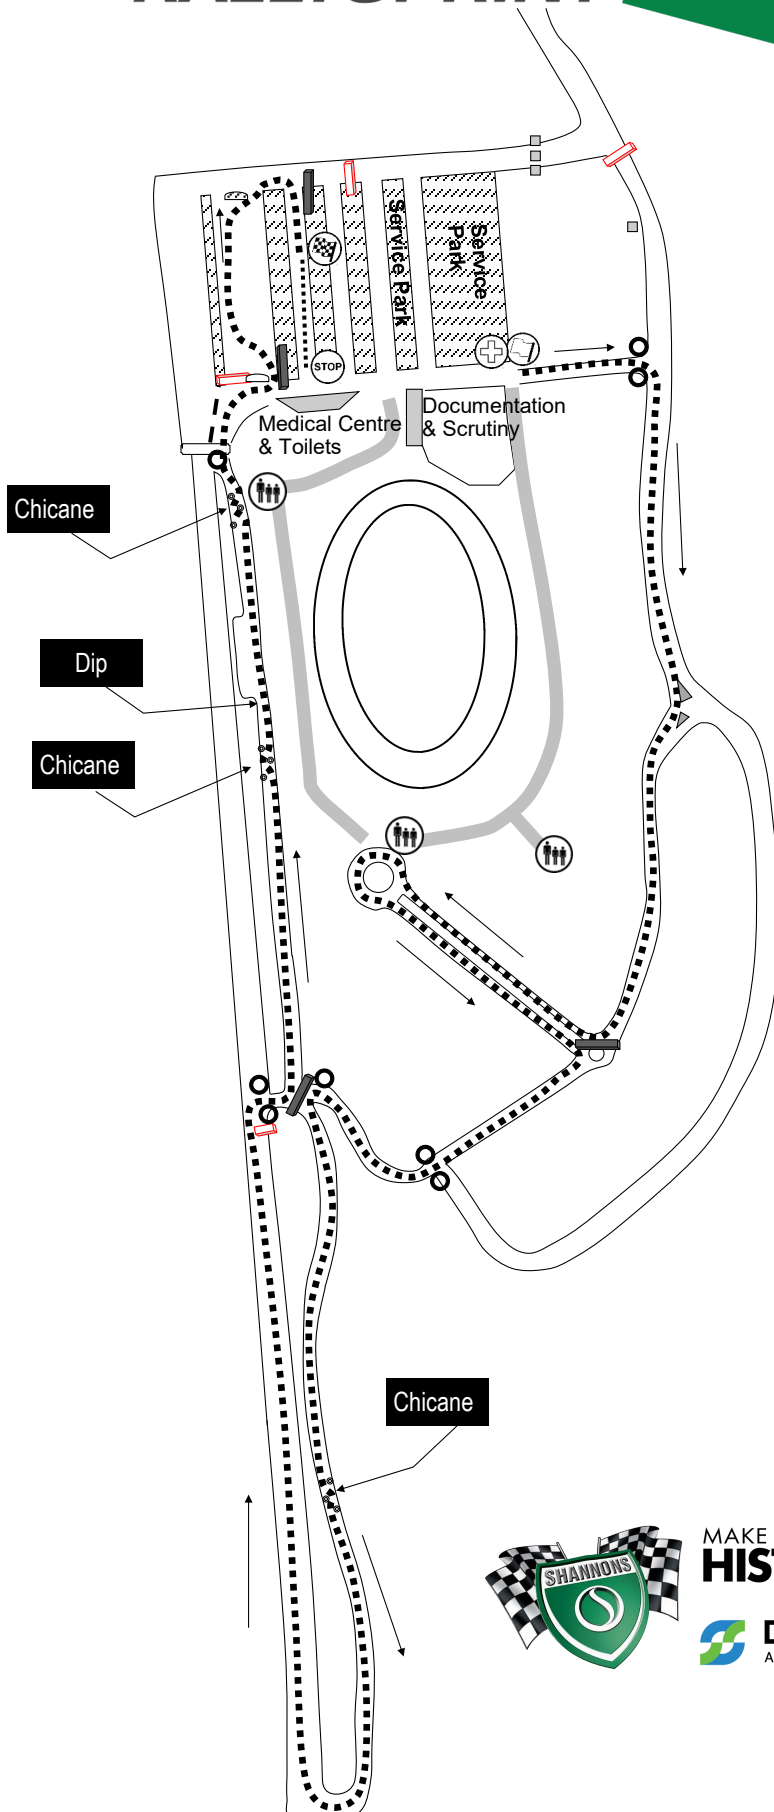 Service Park
Service
Park
STOP
Documentation
& Scrutiny
Medical Centre
& Toilets
Chicane
Dip
Chicane
Chicane
SHANNONS
MAKE
HIS
D
A